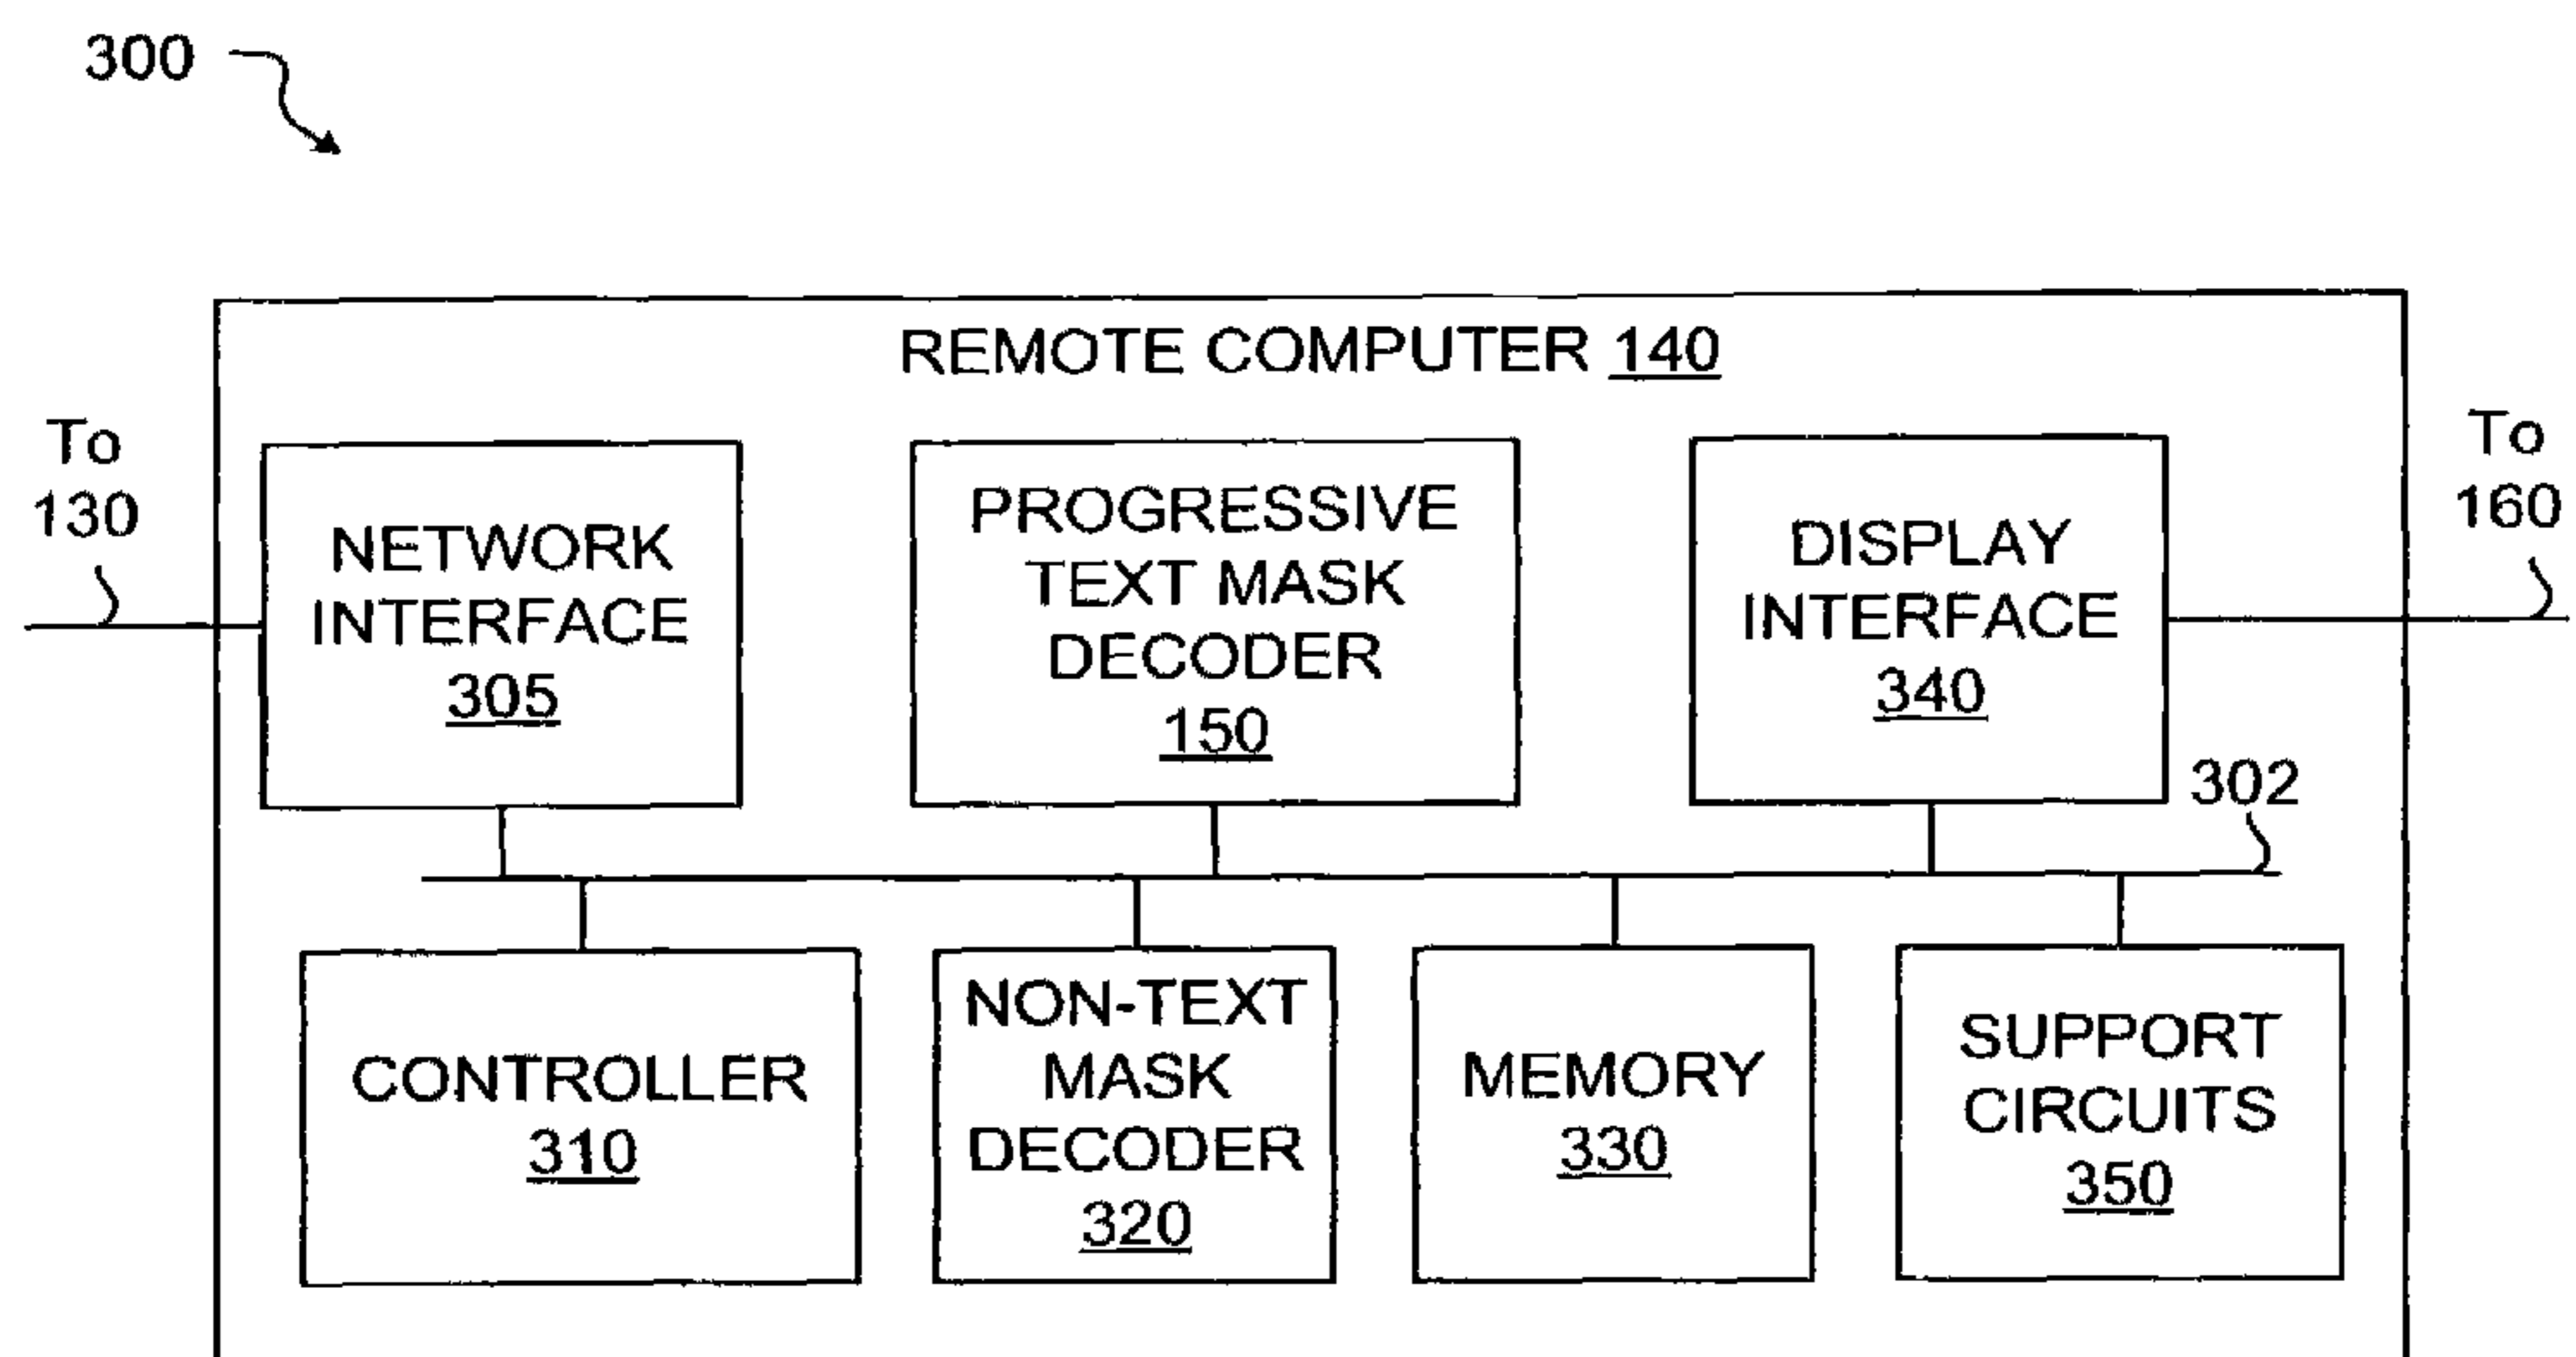 300
REMOTE COMPUTER 140
To
130
NETWORK
INTERFACE
305
PROGRESSIVE
TEXT MASK
DECODER
150
DISPLAY
INTERFACE
340
To
160
302
CONTROLLER
310
NON-TEXT
MASK
DECODER
320
MEMORY
330
SUPPORT
CIRCUITS
350